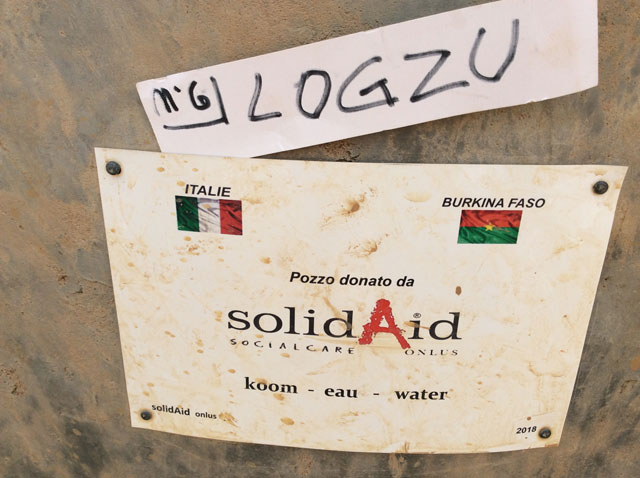 n.6 LOGZU
ITALIE
BURKINA FASO
Pozzo donato da
solidAid®
SOCIALCARE ONLUS
koom - eau - water
solidAid onlus
2018